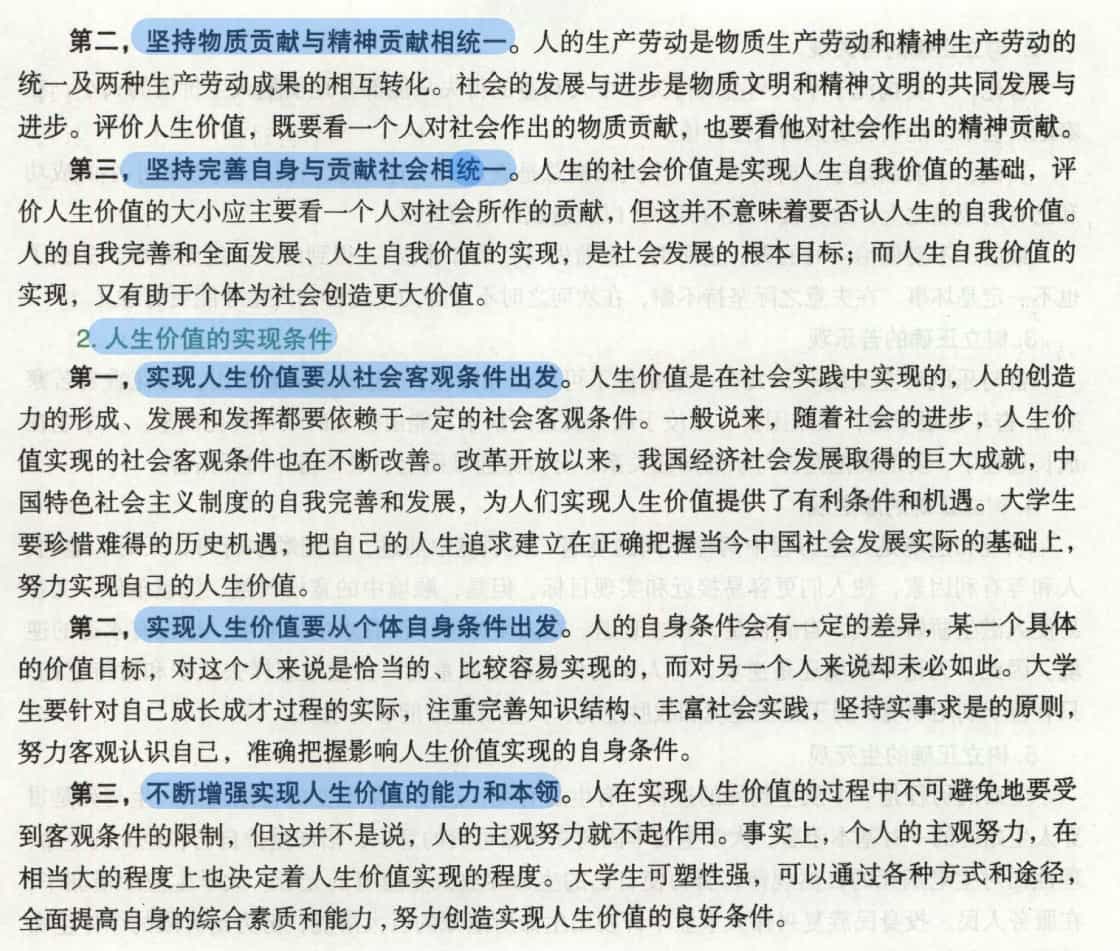 第二，坚持物质贡献与精神贡献相统一。人的生产劳动是物质生产劳动和精神生产劳动的
统一及两种生产劳动成果的相互转化。社会的发展与进步是物质文明和精神文明的共同发展与
进步。评价人生价值，既要看一个人对社会作出的物质贡献，也要看他对社会作出的精神贡献。
第三，坚持完善自身与贡献社会相统一。人生的社会价值是实现人生自我价值的基础，评
价人生价值的大小应主要看一个人对社会所作的贡献，但这并不意味着要否认人生的自我价值。
人的自我完善和全面发展、人生自我价值的实现，是社会发展的根本目标；而人生自我价值的
实现，又有助于个体为社会创造更大价值。
2. 人生价值的实现条件
第一，实现人生价值要从社会客观条件出发。人生价值是在社会实践中实现的，人的创造
力的形成、发展和发挥都要依赖于一定的社会客观条件。一般说来，随着社会的进步，人生价
值实现的社会客观条件也在不断改善。改革开放以来，我国经济社会发展取得的巨大成就，中
国特色社会主义制度的自我完善和发展，为人们实现人生价值提供了有利条件和机遇。大学生
要珍惜难得的历史机遇，把自己的人生追求建立在正确把握当今中国社会发展实际的基础上，
努力实现自己的人生价值。
第二，实现人生价值要从个体自身条件出发。人的自身条件会有一定的差异，某一个具体
的价值目标，对这个人来说是恰当的、比较容易实现的，而对另一个人来说却未必如此。大学
生要针对自己成长成才过程的实际，注重完善知识结构、丰富社会实践，坚持实事求是的原则，
努力客观认识自己，准确把握影响人生价值实现的自身条件。
第三，不断增强实现人生价值的能力和本领。人在实现人生价值的过程中不可避免地要受
到客观条件的限制，但这并不是说，人的主观努力就不起作用。事实上，个人的主观努力，在
相当大的程度上也决定着人生价值实现的程度。大学生可塑性强，可以通过各种方式和途径，
全面提高自身的综合素质和能力，努力创造实现人生价值的良好条件。